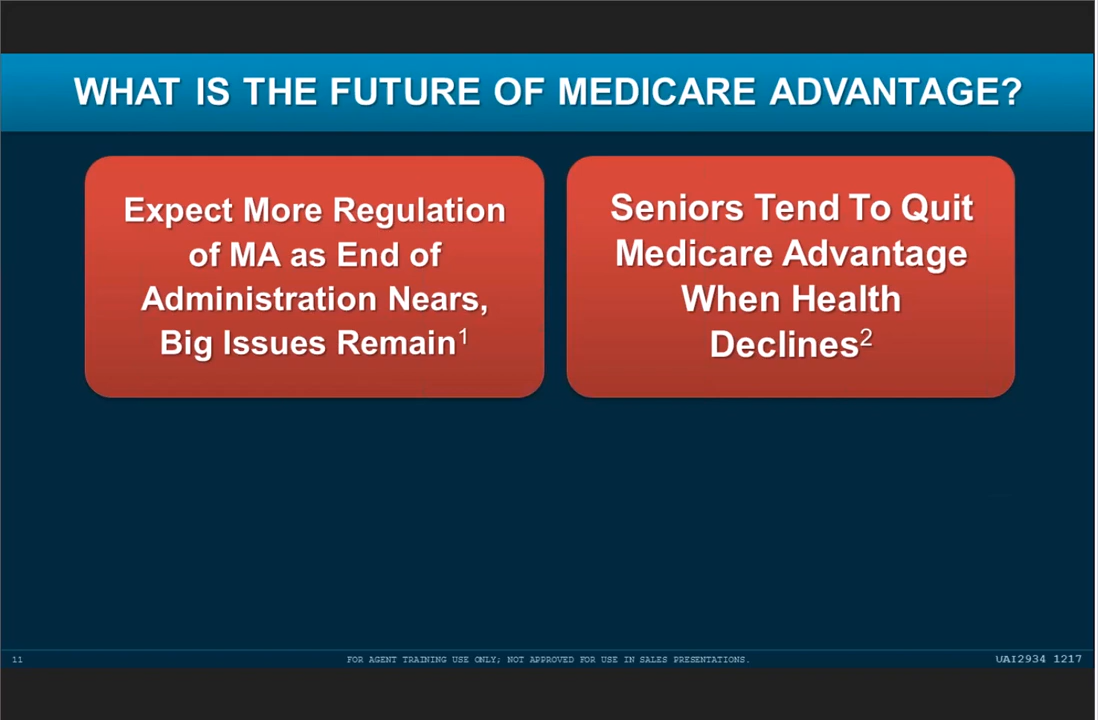 WHAT IS THE FUTURE OF MEDICARE ADVANTAGE?
Expect More Regulation
of MA as End of
Administration Nears,
Big Issues Remain1
Seniors Tend To Quit
Medicare Advantage
When Health
Declines2
11
FOR AGENT TRAINING USE ONLY; NOT APPROVED FOR USE IN SALES PRESENTATIONS.
UAI2934 1217